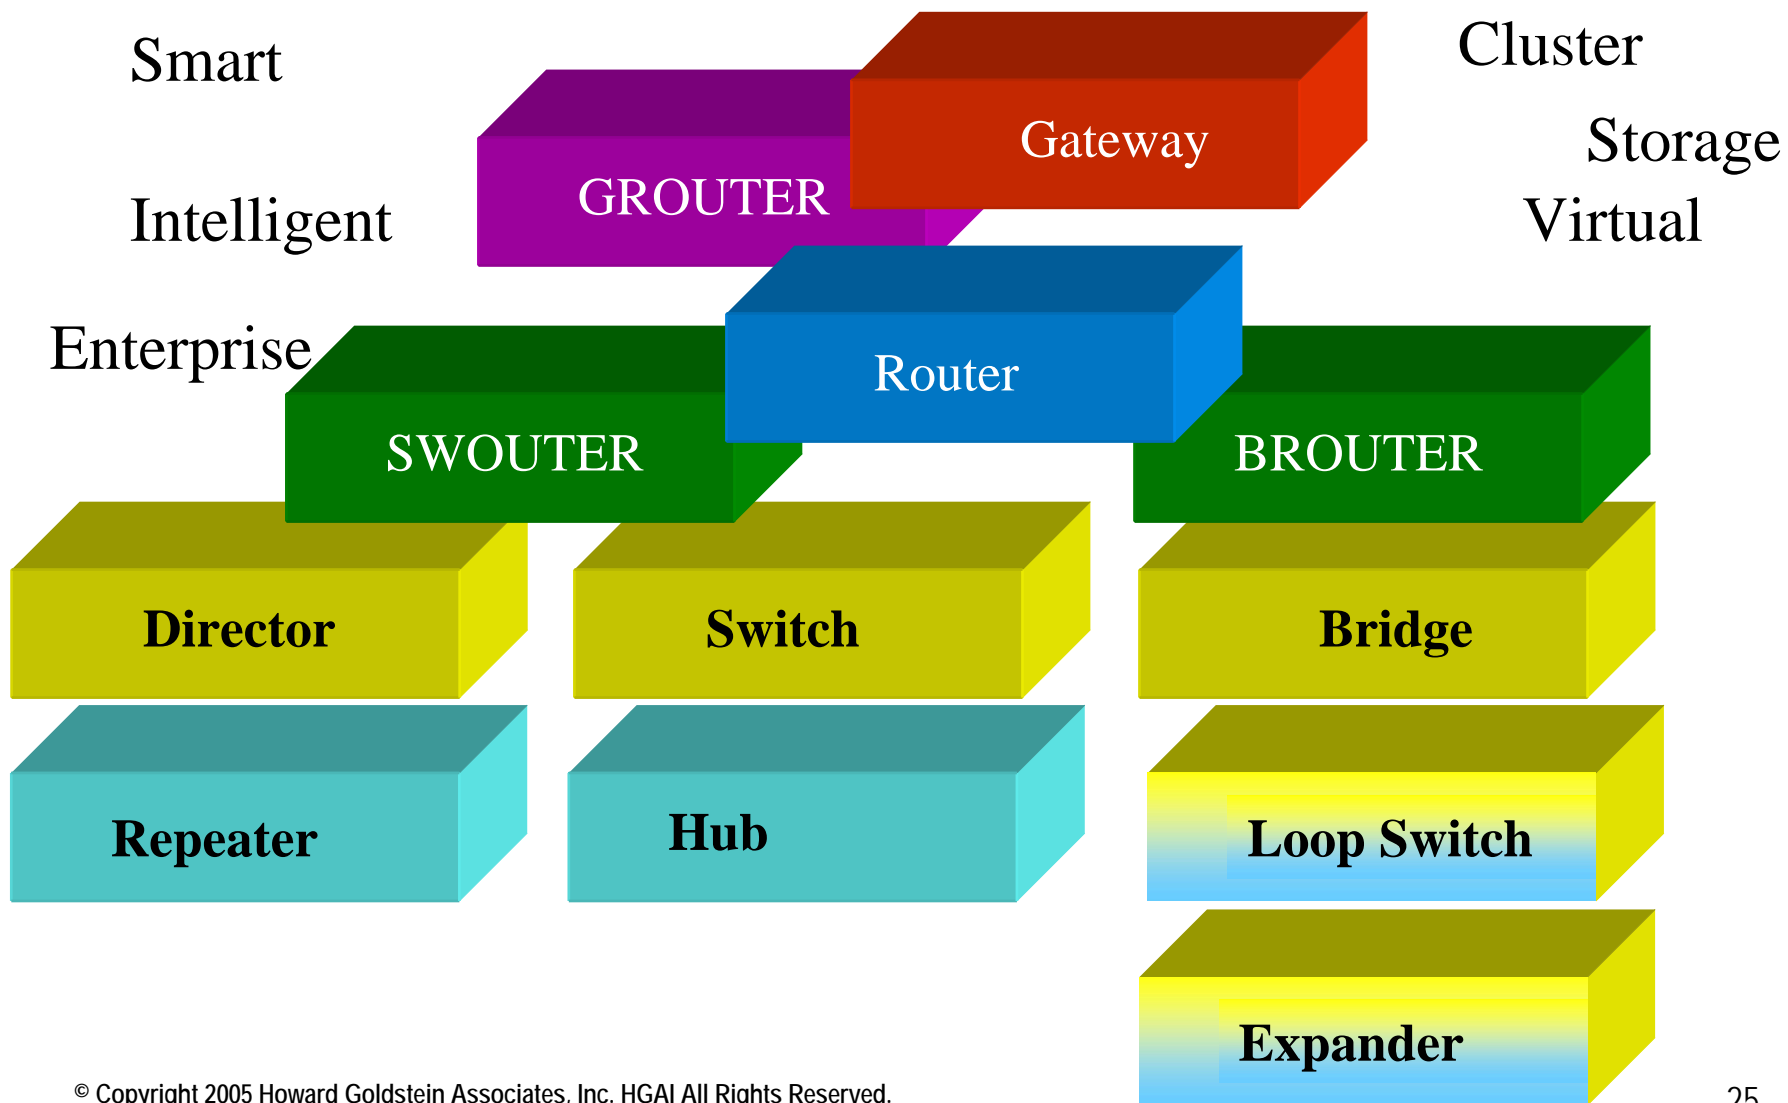 Smart
Cluster
Gateway
Storage
GROUTER
Intelligent
Virtual
Enterprise
Router
SWOUTER
BROUTER
Director
Switch
Bridge
Repeater
Hub
Loop Switch
Expander
© Copyright 2005 Howard Goldstein Associates, Inc. HGAI All Rights Reserved.
25